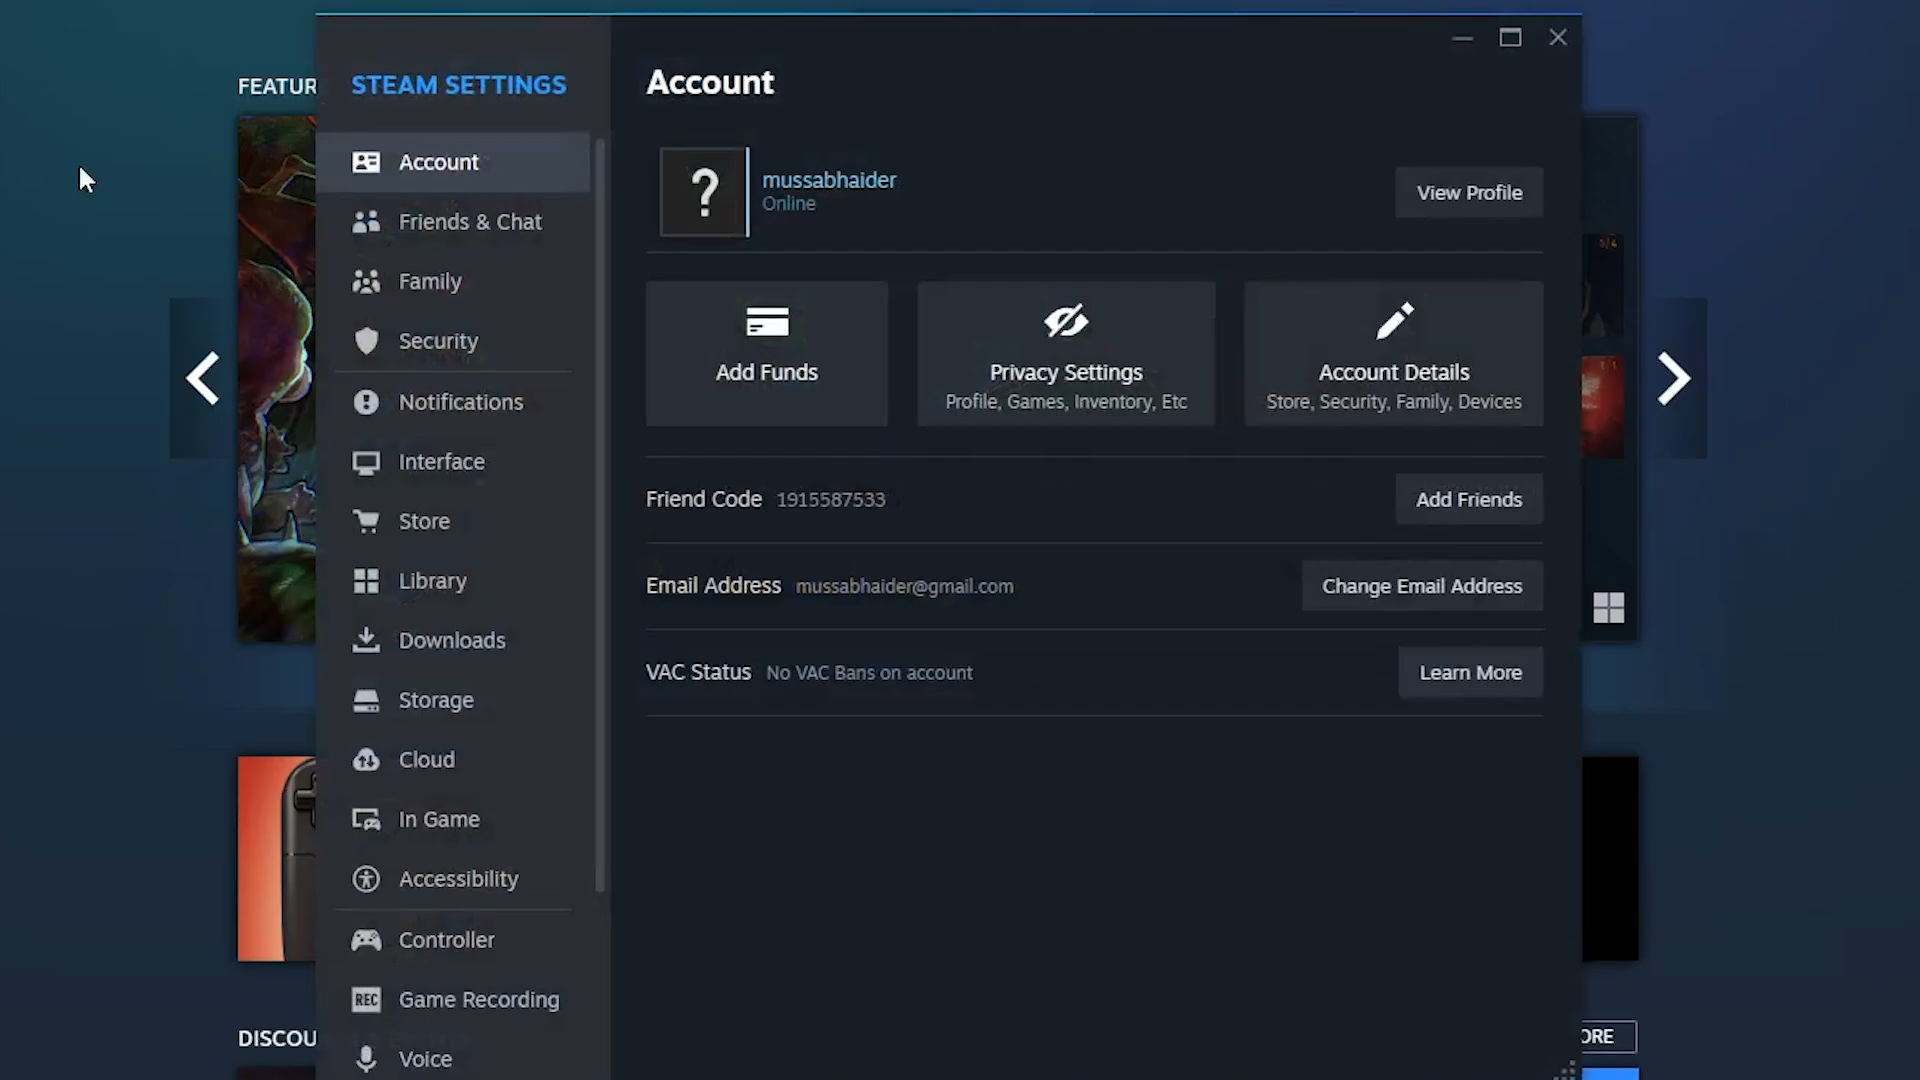 FEATUR
STEAM SETTINGS
Account
Friends & Chat
Family
Security
Notifications
Interface
Store
Library
Downloads
Storage
Cloud
In Game
Accessibility
Controller
REC
Game Recording
Voice
Account
?
mussabhaider
Online
View Profile
Add Funds
Privacy Settings
Profile, Games, Inventory, Etc
Account Details
Store, Security, Family, Devices
Friend Code 1915587533
Add Friends
Email Address mussabhaider@gmail.com
Change Email Address
VAC Status No VAC Bans on account
Learn More
DISCOU
ORE